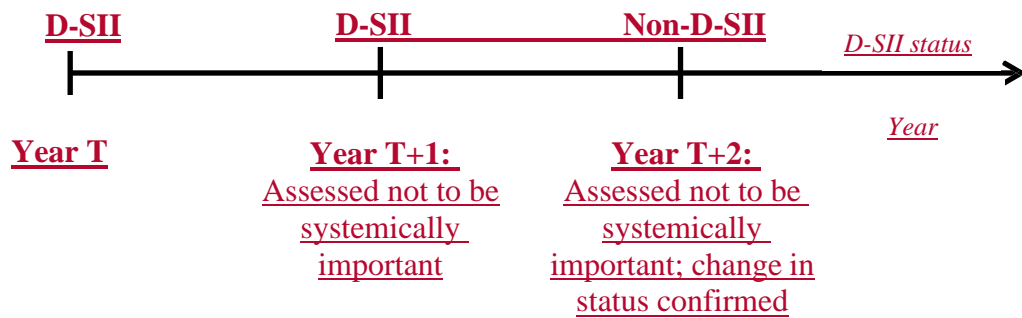 D-SII D-SII Non-D-SII
D-SII status
Year
Year T
Year T+1:
Assessed not to be
systemically
important
Year T+2:
Assessed not to be
systemically
important; change in
status confirmed